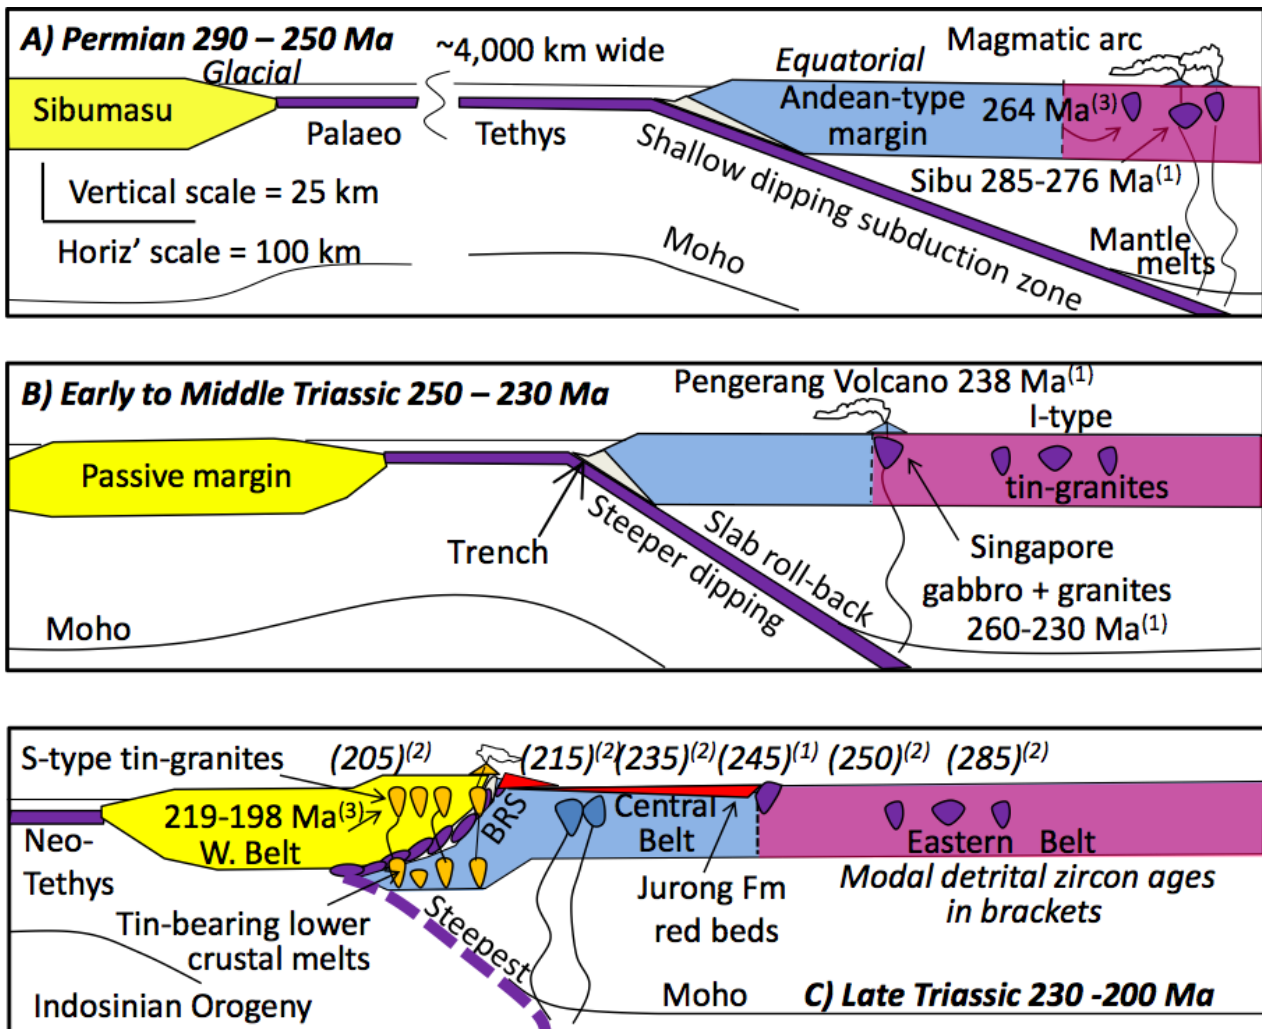 A) Permian 290 – 250 Ma
~4,000 km wide
Magmatic arc
Glacial
Equatorial
Sibumasu
Andean-type
margin
264 Ma(3)
Palaeo
Tethys
Shallow dipping subduction zone
Sibu 285-276 Ma(1)
Vertical scale = 25 km
Horiz’ scale = 100 km
Moho
Mantle
melts
B) Early to Middle Triassic 250 – 230 Ma
Pengerang Volcano 238 Ma(1)
I-type
Passive margin
tin-granites
Trench
Steeper dipping
Slab roll-back
Singapore
gabbro + granites
260-230 Ma(1)
Moho
S-type tin-granites
(205)(2)
(215)(2)
(235)(2)
(245)(1)
(250)(2)
(285)(2)
219-198 Ma(3)
W. Belt
BRS
Central
Belt
Eastern Belt
Neo-
Tethys
Jurong Fm
red beds
Modal detrital zircon ages
in brackets
Tin-bearing lower
crustal melts
Steepest
Indosinian Orogeny
Moho
C) Late Triassic 230 -200 Ma